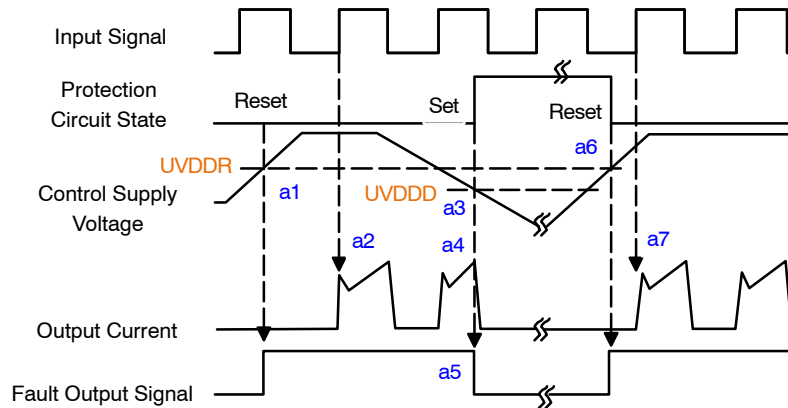 Input Signal
Protection
Circuit State
Reset
Set
Reset
UVDDR
a6
Control Supply
Voltage
a1
UVDDD
a3
a2
a4
a7
Output Current
a5
Fault Output Signal